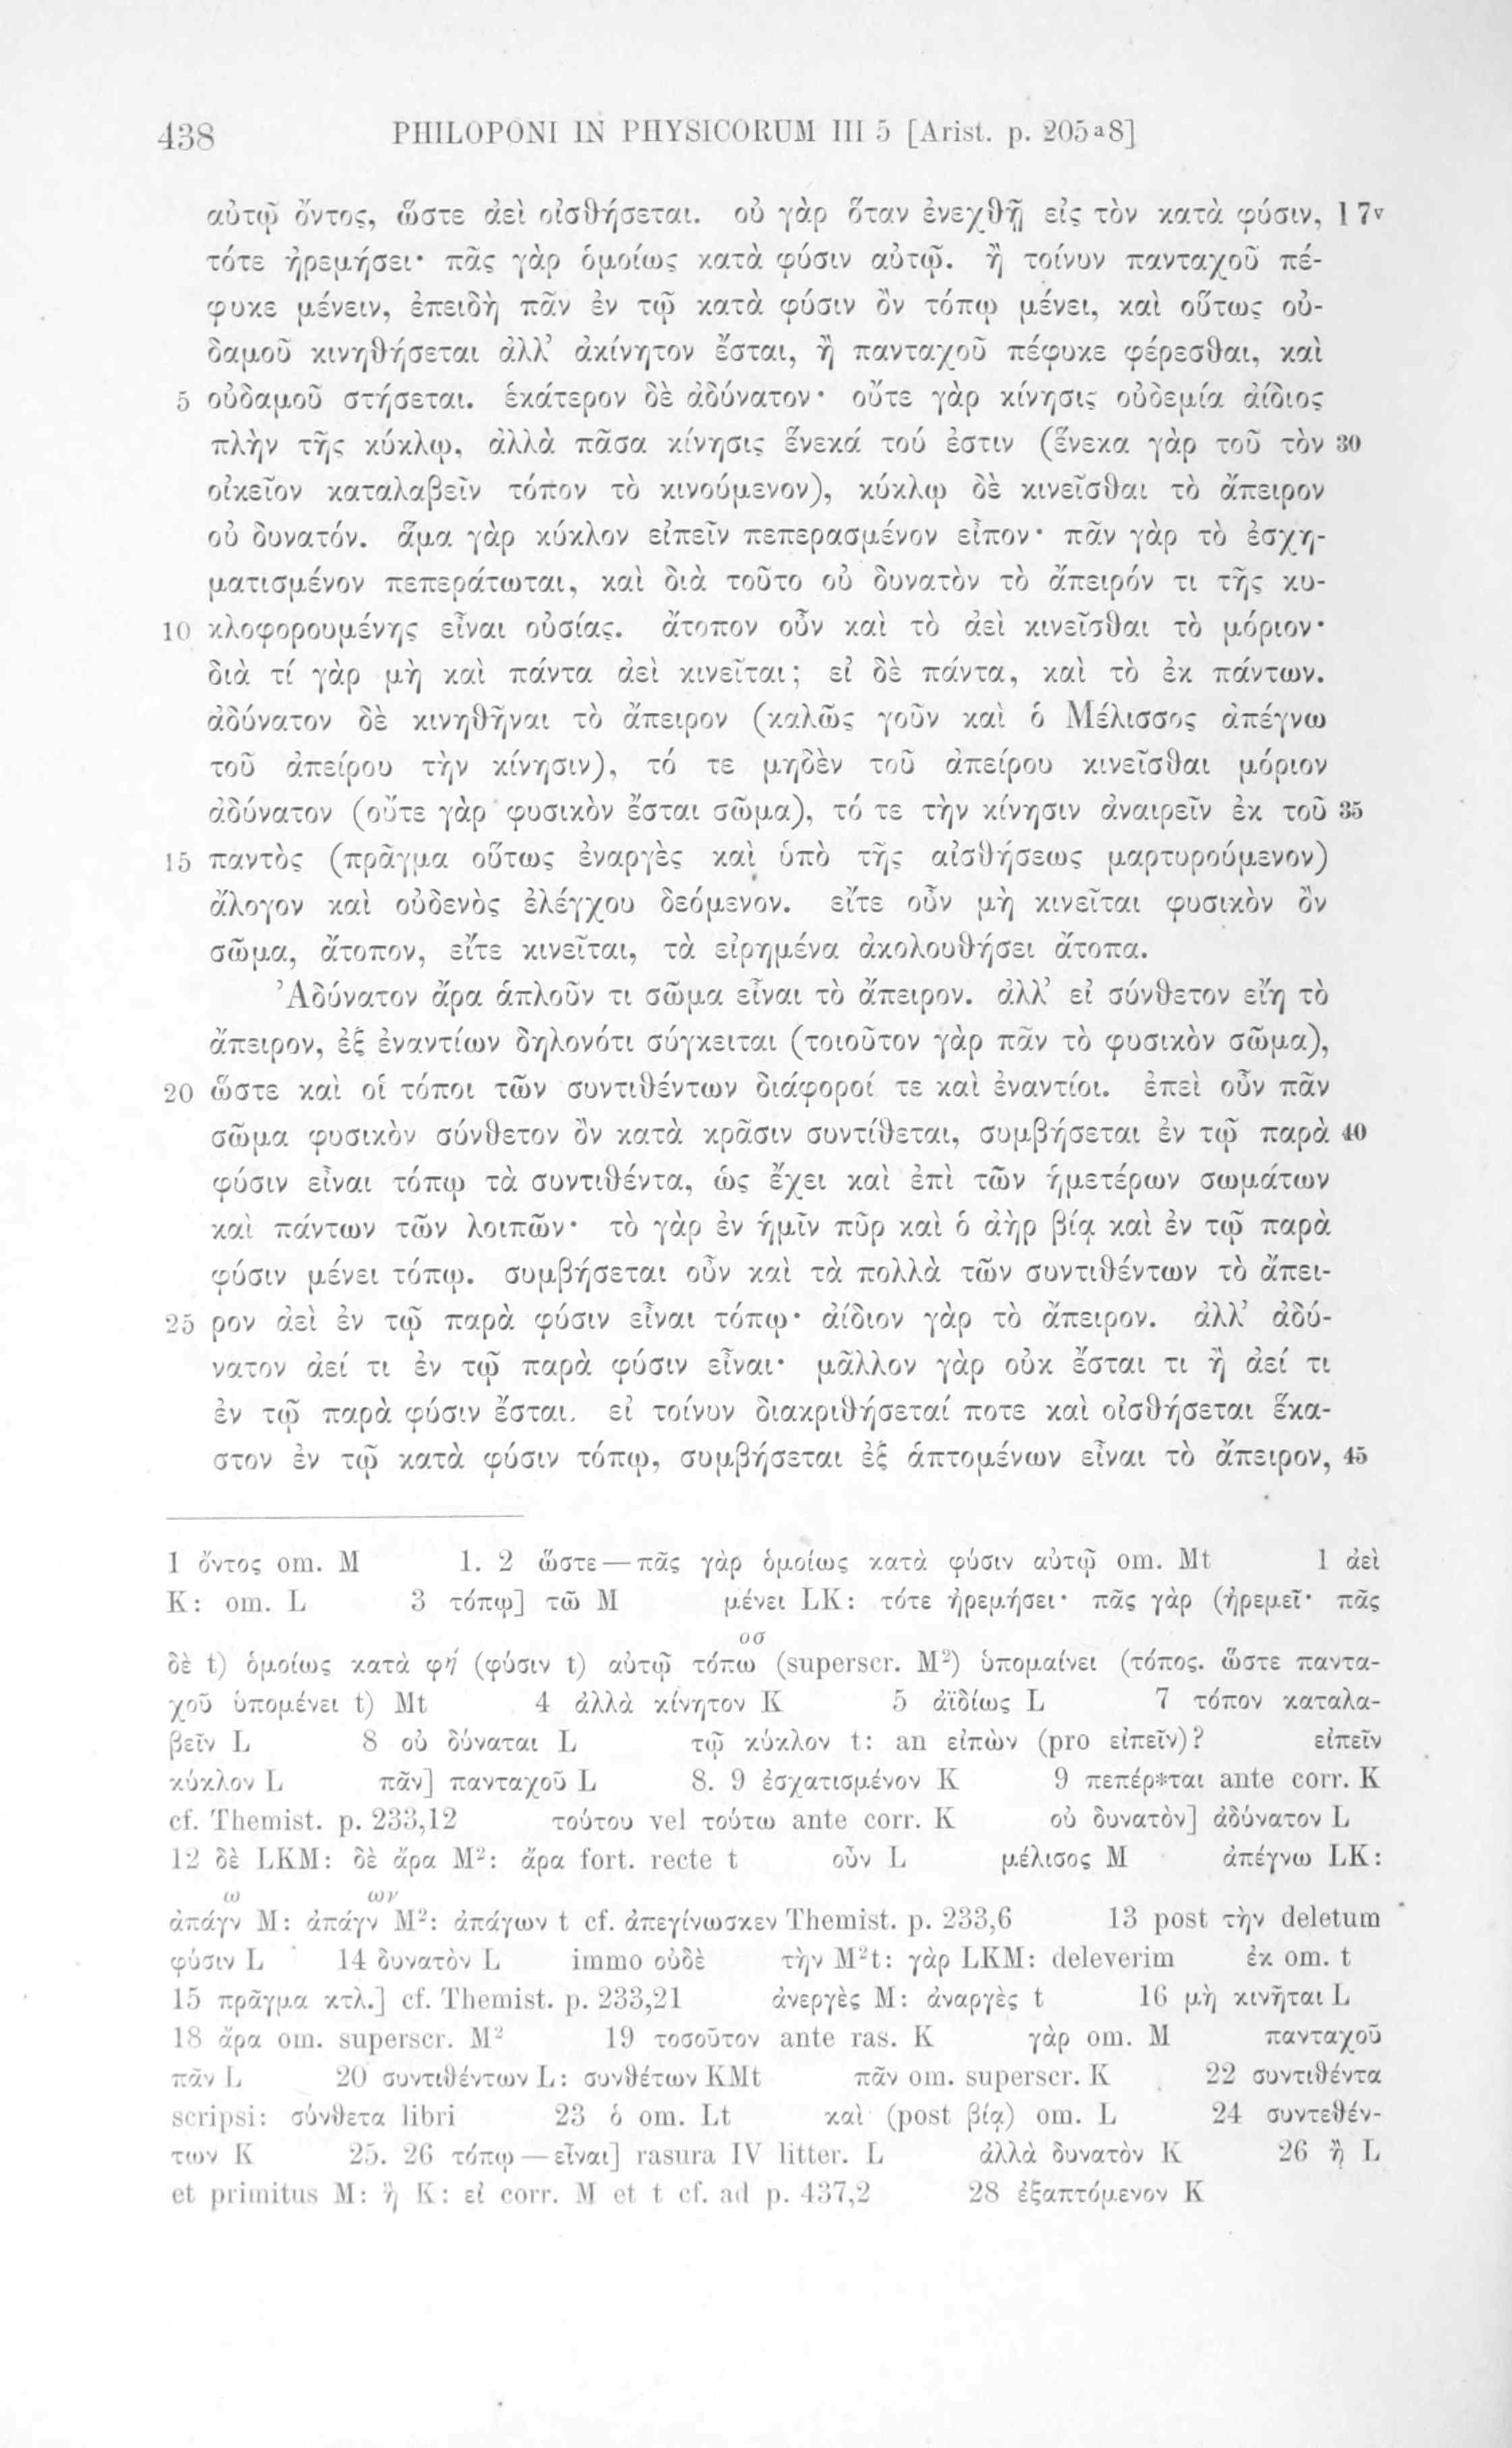 438 PHILOPONI IN PHYSICORUM III 5 [Arist. p. 205ᵃ8]
αὐτῷ ὄντος, ὥστε ἀεὶ οἰσθήσεται. οὐ γὰρ ὅταν ἐνεχθῇ εἰς τὸν κατὰ φύσιν, 17ᵛ
τότε ἠρεμήσει· πᾶς γὰρ ὁμοίως κατὰ φύσιν αὐτῷ. ἢ τοίνυν πανταχοῦ πέ-
φυκε μένειν, ἐπειδὴ πᾶν ἐν τῷ κατὰ φύσιν ὂν τόπῳ μένει, καὶ οὕτως οὐ-
δαμοῦ κινηθήσεται ἀλλ’ ἀκίνητον ἔσται, ἢ πανταχοῦ πέφυκε φέρεσθαι, καὶ
5 οὐδαμοῦ στήσεται. ἑκάτερον δὲ ἀδύνατον· οὔτε γὰρ κίνησις οὐδεμία ἀίδιος
πλὴν τῆς κύκλῳ, ἀλλὰ πᾶσα κίνησις ἕνεκά τού ἐστιν (ἕνεκα γὰρ τοῦ τὸν 30
οἰκεῖον καταλαβεῖν τόπον τὸ κινούμενον), κύκλῳ δὲ κινεῖσθαι τὸ ἄπειρον
οὐ δυνατόν. ἅμα γὰρ κύκλον εἰπεῖν πεπερασμένον εἶπον· πᾶν γὰρ τὸ ἐσχη-
ματισμένον πεπεράτωται, καὶ διὰ τοῦτο οὐ δυνατὸν τὸ ἄπειρόν τι τῆς κυ-
10 κλοφορουμένης εἶναι οὐσίας. ἄτοπον οὖν καὶ τὸ ἀεὶ κινεῖσθαι τὸ μόριον·
διὰ τί γὰρ μὴ καὶ πάντα ἀεὶ κινεῖται; εἰ δὲ πάντα, καὶ τὸ ἐκ πάντων.
ἀδύνατον δὲ κινηθῆναι τὸ ἄπειρον (καλῶς γοῦν καὶ ὁ Μέλισσος ἀπέγνω
τοῦ ἀπείρου τὴν κίνησιν), τό τε μηδὲν τοῦ ἀπείρου κινεῖσθαι μόριον
ἀδύνατον (οὔτε γὰρ φυσικὸν ἔσται σῶμα), τό τε τὴν κίνησιν ἀναιρεῖν ἐκ τοῦ 35
15 παντὸς (πρᾶγμα οὕτως ἐναργὲς καὶ ὑπὸ τῆς αἰσθήσεως μαρτυρούμενον)
ἄλογον καὶ οὐδενὸς ἐλέγχου δεόμενον. εἴτε οὖν μὴ κινεῖται φυσικὸν ὂν
σῶμα, ἄτοπον, εἴτε κινεῖται, τὰ εἰρημένα ἀκολουθήσει ἄτοπα.
Ἀδύνατον ἄρα ἁπλοῦν τι σῶμα εἶναι τὸ ἄπειρον. ἀλλ’ εἰ σύνθετον εἴη τὸ
ἄπειρον, ἐξ ἐναντίων δηλονότι σύγκειται (τοιοῦτον γὰρ πᾶν τὸ φυσικὸν σῶμα),
20 ὥστε καὶ οἱ τόποι τῶν συντιθέντων διάφοροί τε καὶ ἐναντίοι. ἐπεὶ οὖν πᾶν
σῶμα φυσικὸν σύνθετον ὂν κατὰ κρᾶσιν συντίθεται, συμβήσεται ἐν τῷ παρὰ 40
φύσιν εἶναι τόπῳ τὰ συντιθέντα, ὡς ἔχει καὶ ἐπὶ τῶν ἡμετέρων σωμάτων
καὶ πάντων τῶν λοιπῶν· τὸ γὰρ ἐν ἡμῖν πῦρ καὶ ὁ ἀὴρ βίᾳ καὶ ἐν τῷ παρὰ
φύσιν μένει τόπῳ. συμβήσεται οὖν καὶ τὰ πολλὰ τῶν συντιθέντων τὸ ἄπει-
25 ρον ἀεὶ ἐν τῷ παρὰ φύσιν εἶναι τόπῳ· ἀίδιον γὰρ τὸ ἄπειρον. ἀλλ’ ἀδύ-
νατον ἀεί τι ἐν τῷ παρὰ φύσιν εἶναι· μᾶλλον γὰρ οὐκ ἔσται τι ἢ ἀεί τι
ἐν τῷ παρὰ φύσιν ἔσται. εἰ τοίνυν διακριθήσεταί ποτε καὶ οἰσθήσεται ἕκα-
στον ἐν τῷ κατὰ φύσιν τόπῳ, συμβήσεται ἐξ ἁπτομένων εἶναι τὸ ἄπειρον, 45
1 ὄντος om. M 1. 2 ὥστε—πᾶς γὰρ ὁμοίως κατὰ φύσιν αὐτῷ om. Mt 1 ἀεὶ
K: om. L 3 τόπῳ] τῶ M μένει LK: τότε ἠρεμήσει· πᾶς γὰρ (ἠρεμεῖ· πᾶς
οσ
δὲ t) ὁμοίως κατὰ φή (φύσιν t) αὐτῷ τόπω (superscr. M²) ὑπομαίνει (τόπος. ὥστε παντα-
χοῦ ὑπομένει t) Mt 4 ἀλλὰ κίνητον K 5 ἀϊδίως L 7 τόπον καταλα-
βεῖν L 8 οὐ δύναται L τῷ κύκλον t: an εἰπὼν (pro εἰπεῖν)? εἰπεῖν
κύκλον L πᾶν] πανταχοῦ L 8. 9 ἐσχατισμένον K 9 πεπέρ*ται ante corr. K
cf. Themist. p. 233,12 τούτου vel τούτω ante corr. K οὐ δυνατὸν] ἀδύνατον L
12 δὲ LKM: δὲ ἄρα M²: ἄρα fort. recte t οὖν L μέλισος M ἀπέγνω LK:
ω ων
ἀπάγν M: ἀπάγν M²: ἀπάγων t cf. ἀπεγίνωσκεν Themist. p. 233,6 13 post τὴν deletum
φύσιν L 14 δυνατὸν L immo οὐδὲ τὴν M²t: γὰρ LKM: deleverim ἐκ om. t
15 πρᾶγμα κτλ.] cf. Themist. p. 233,21 ἀνεργὲς M: ἀναργὲς t 16 μὴ κινῆται L
18 ἄρα om. superscr. M² 19 τοσοῦτον ante ras. K γὰρ om. M πανταχοῦ
πᾶν L 20 συντιθέντων L: συνθέτων KMt πᾶν om. superscr. K 22 συντιθέντα
scripsi: σύνθετα libri 23 ὁ om. Lt καὶ (post βίᾳ) om. L 24 συντεθέν-
των K 25. 26 τόπῳ—εἶναι] rasura IV litter. L ἀλλὰ δυνατὸν K 26 ἢ L
et primitus M: ἢ K: εἰ corr. M et t cf. ad p. 437,2 28 ἐξαπτόμενον K